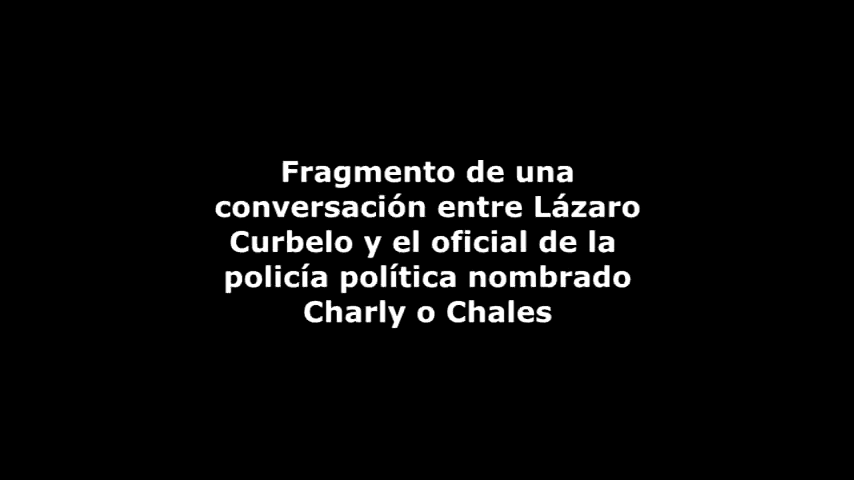 Fragmento de una
conversación entre Lázaro
Curbelo y el oficial de la
policía política nombrado
Charly o Chales